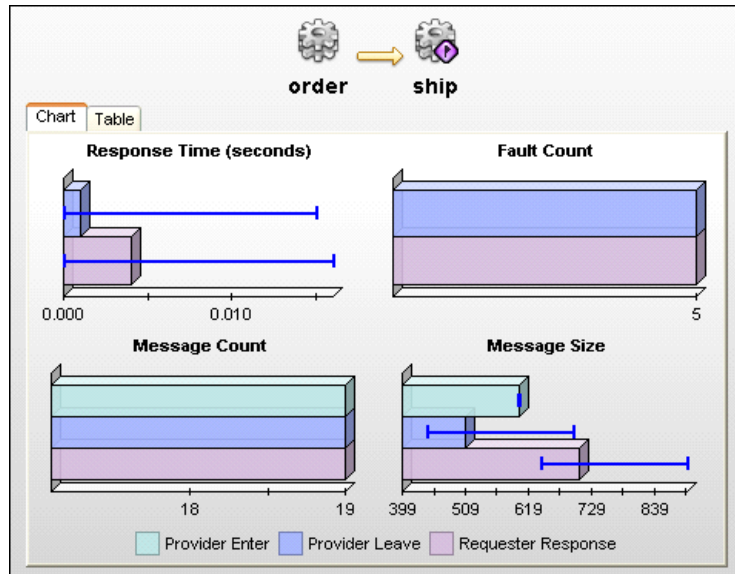 order ship
Chart Table
Response Time (seconds)
0.000 0.010
Fault Count
5
Message Count
18 19
Message Size
399 509 619 729 839
Provider Enter Provider Leave Requester Response